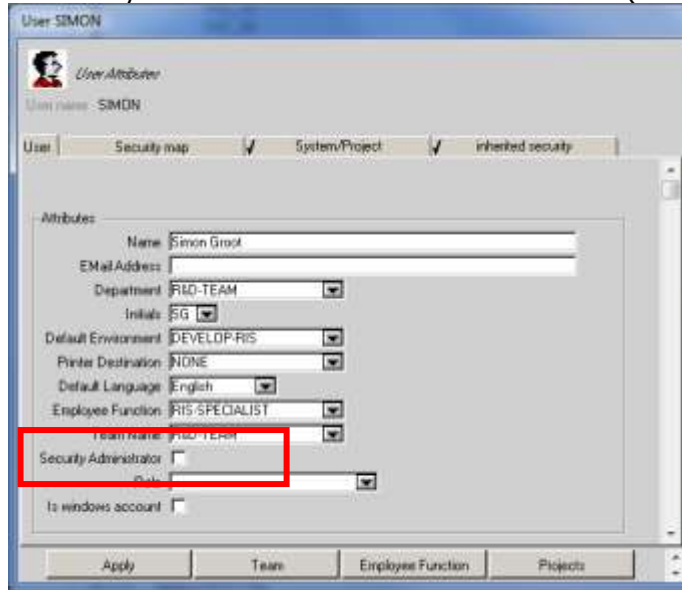 User SIMON
User Attributes
User name SIMON
User Security map System/Project inherited security
Attributes
Name Simon Groot
EMail Address
Department R&D-TEAM
Initials SG
Default Environment DEVELOP-RIS
Printer Destination NONE
Default Language English
Employee Function RIS-SPECIALIST
Team Name R&D-TEAM
Security Administrator
Is windows account
Apply Team Employee Function Projects